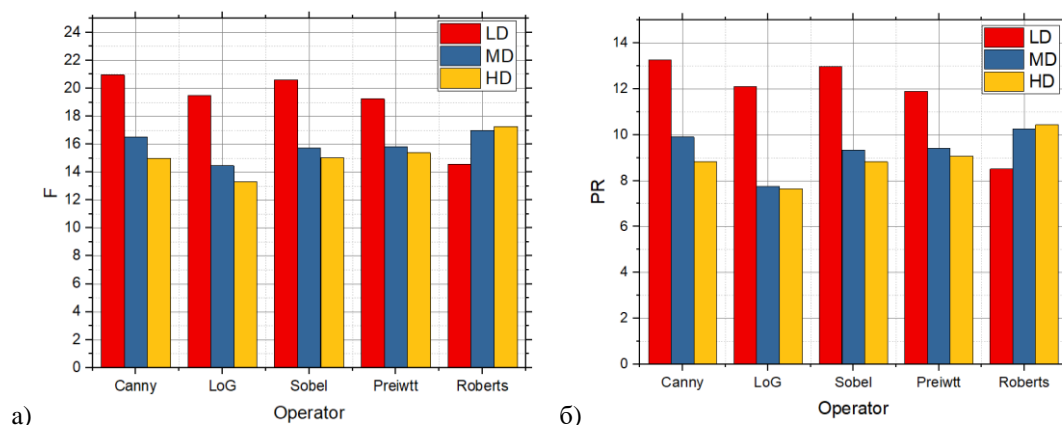 24
22
20
18
16
14
12
10
8
6
4
2
0
F
LD
MD
HD
Canny LoG Sobel Preiwtt Roberts
Operator
а)
14
12
10
8
6
4
2
0
PR
LD
MD
HD
Canny LoG Sobel Preiwtt Roberts
Operator
б)